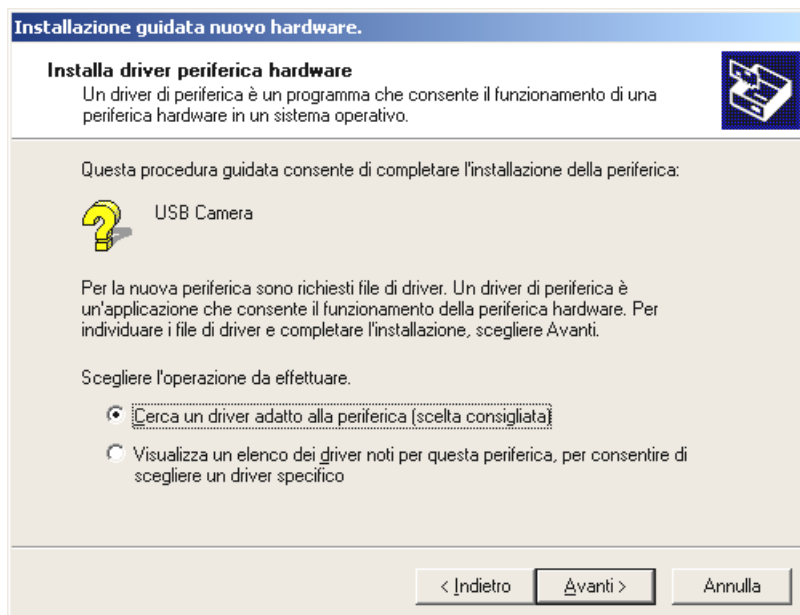 Installazione guidata nuovo hardware.
Installa driver periferica hardware
Un driver di periferica è un programma che consente il funzionamento di una
periferica hardware in un sistema operativo.
Questa procedura guidata consente di completare l'installazione della periferica:
USB Camera
Per la nuova periferica sono richiesti file di driver. Un driver di periferica è
un'applicazione che consente il funzionamento della periferica hardware. Per
individuare i file di driver e completare l'installazione, scegliere Avanti.
Scegliere l'operazione da effettuare.
Cerca un driver adatto alla periferica (scelta consigliata)
Visualizza un elenco dei driver noti per questa periferica, per consentire di
scegliere un driver specifico
< Indietro Avanti > Annulla